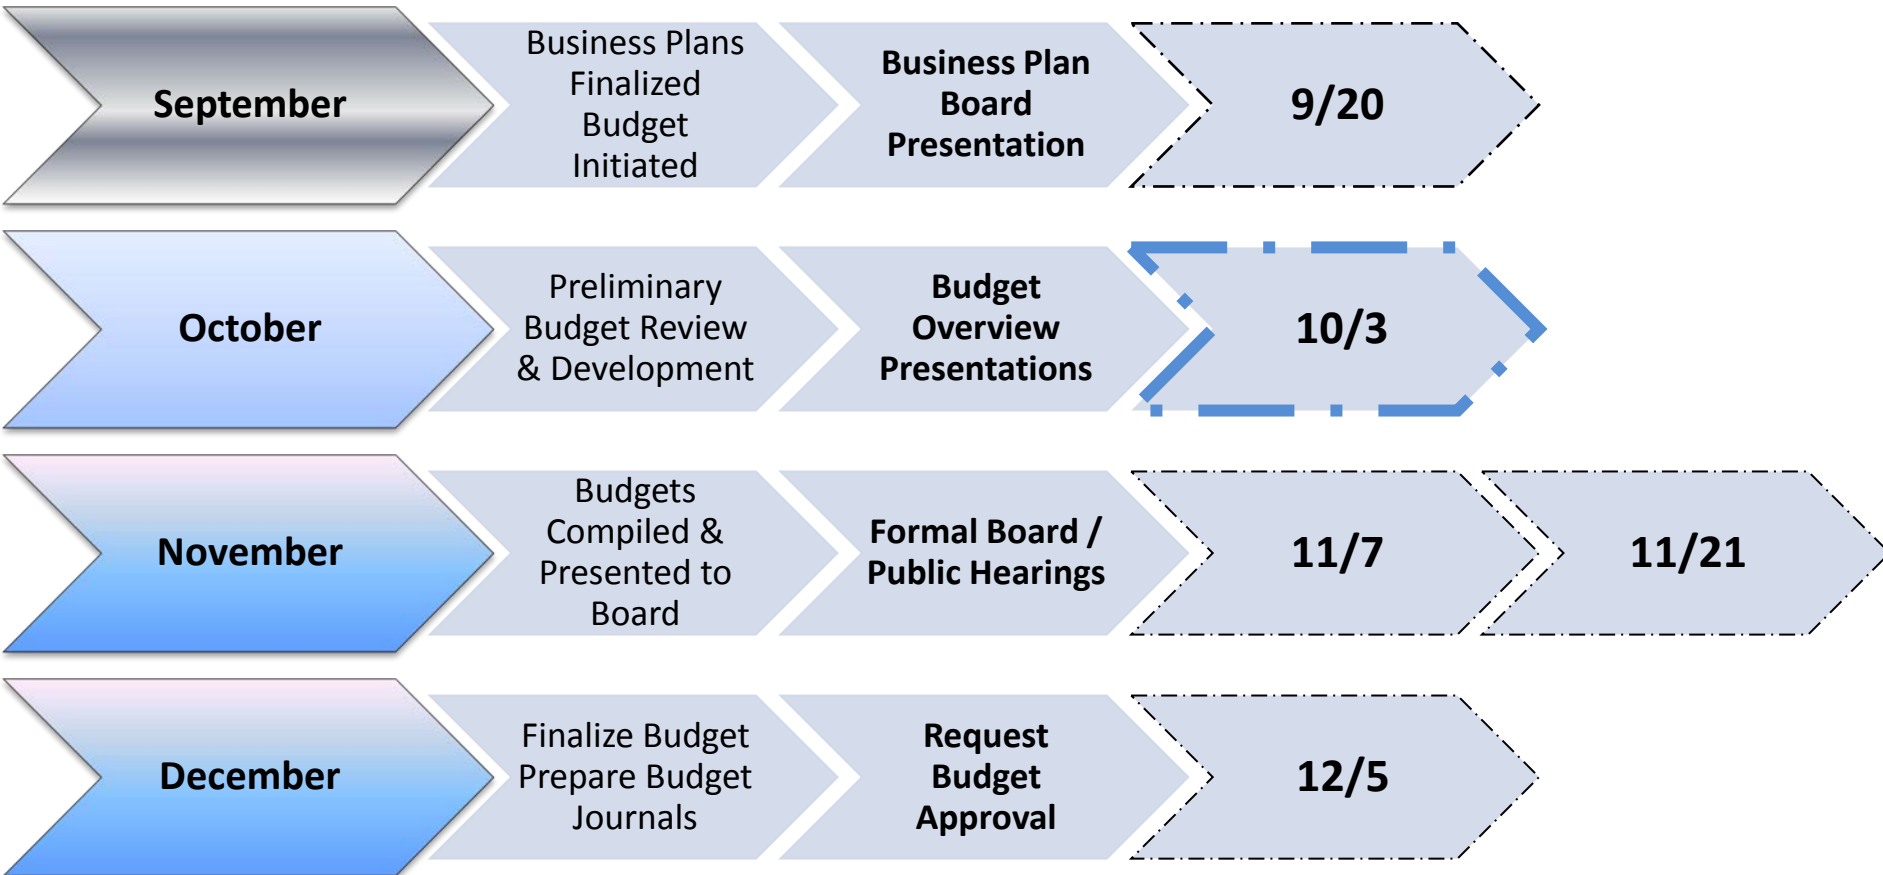 September
Business Plans
Finalized
Budget
Initiated
Business Plan
Board
Presentation
9/20
October
Preliminary
Budget Review
& Development
Budget
Overview
Presentations
10/3
November
Budgets
Compiled &
Presented to
Board
Formal Board /
Public Hearings
11/7
11/21
December
Finalize Budget
Prepare Budget
Journals
Request
Budget
Approval
12/5